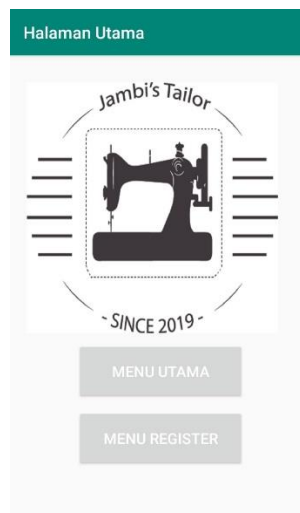 Halaman Utama
Jambi's Tailor
- SINCE 2019 -
MENU UTAMA
MENU REGISTER